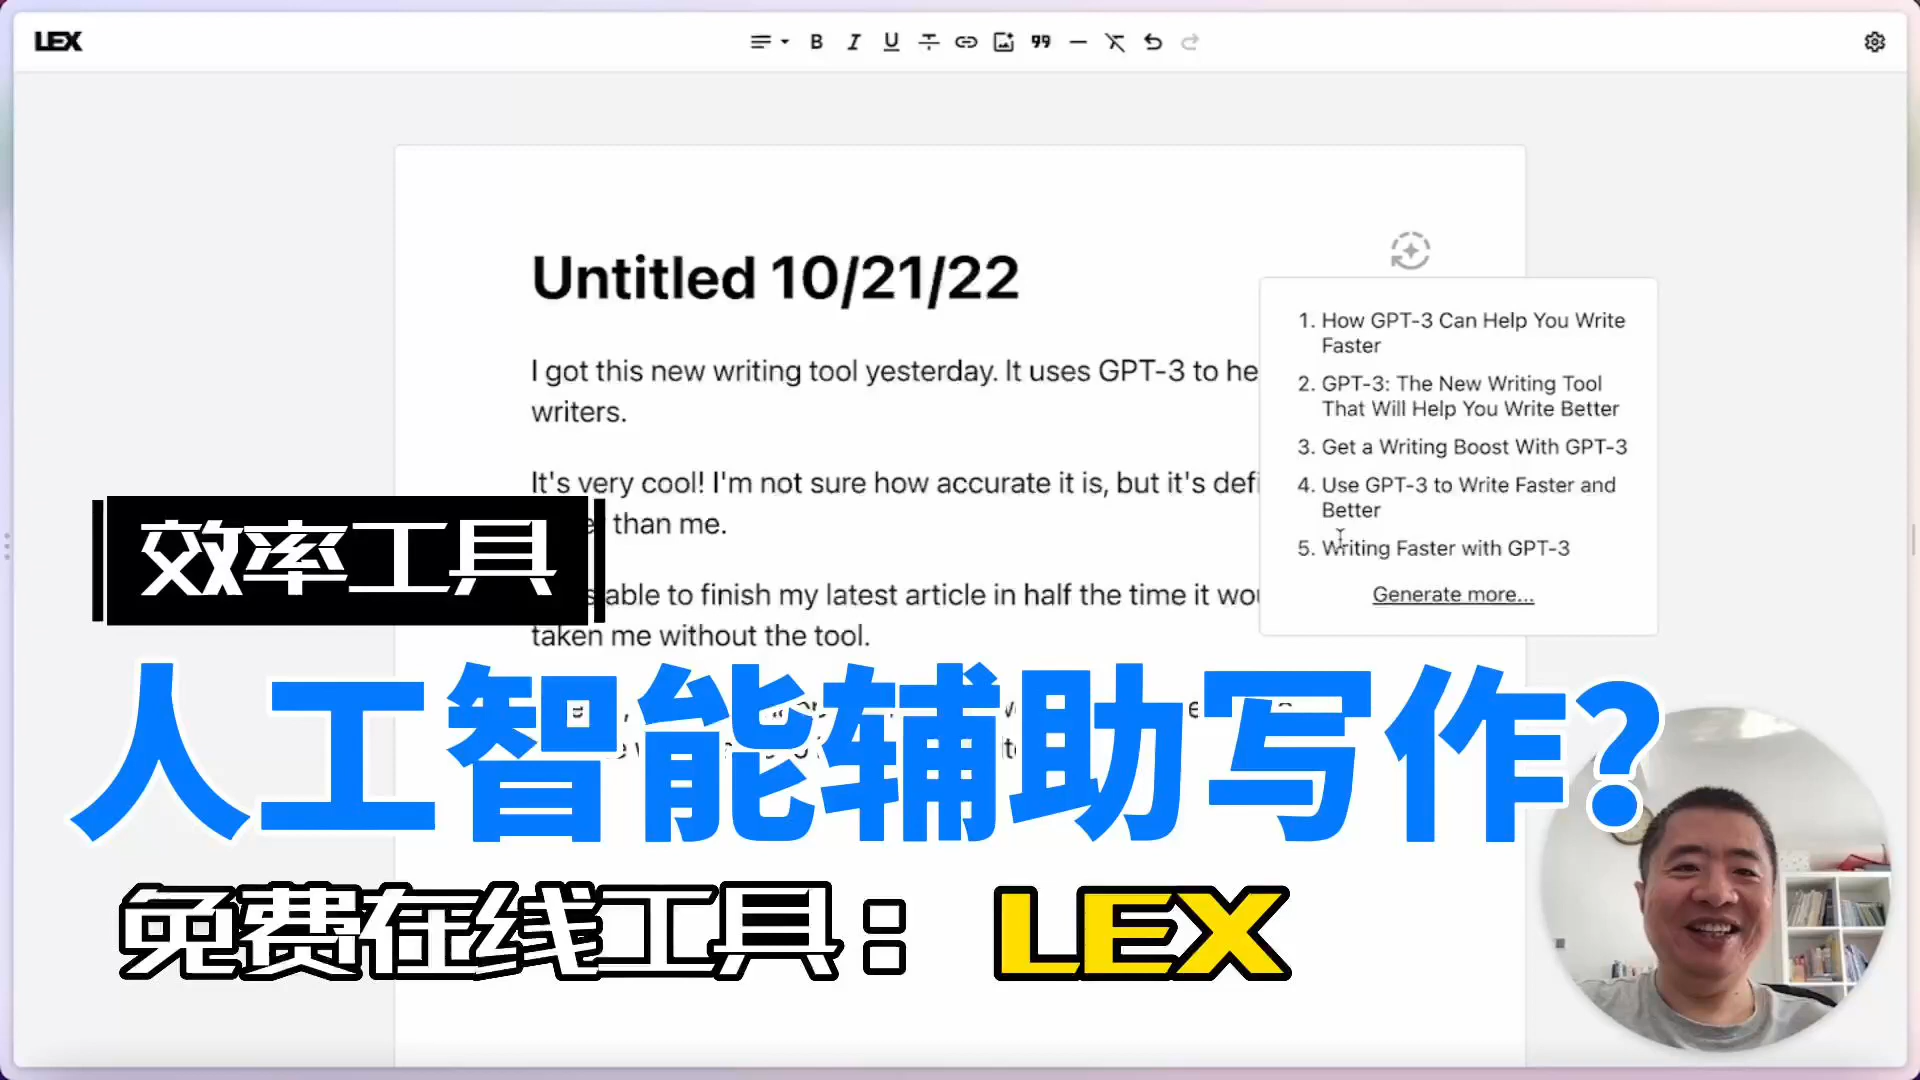 LEX
Untitled 10/21/22
I got this new writing tool yesterday. It uses GPT-3 to he
writers.
It's very cool! I'm not sure how accurate it is, but it's defi
than me.
able to finish my latest article in half the time it wou
taken me without the tool.
1. How GPT-3 Can Help You Write
Faster
2. GPT-3: The New Writing Tool
That Will Help You Write Better
3. Get a Writing Boost With GPT-3
4. Use GPT-3 to Write Faster and
Better
5. Writing Faster with GPT-3
Generate more...
效率工具
人工智能辅助写作?
免费在线工具：LEX